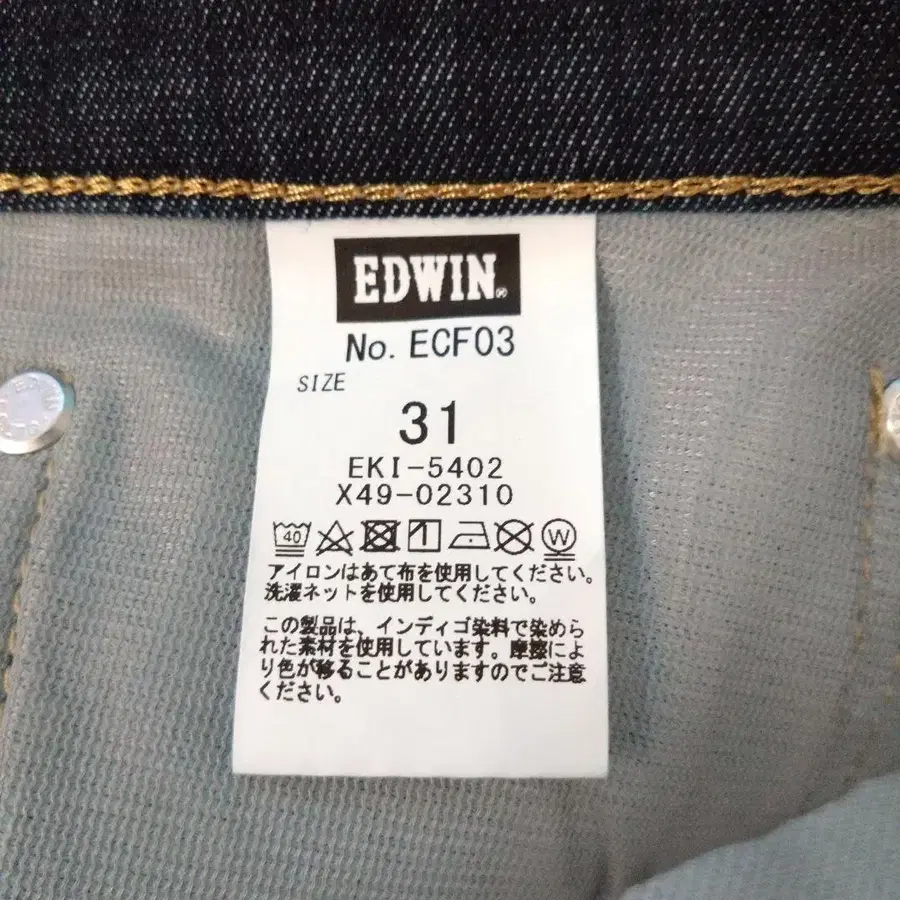 EDWIN®
No. ECF03
SIZE
31
EKI-5402
X49-02310
40 W
アイロンはあて布を使用してください。
洗濯ネットを使用してください。
この製品は、インディゴ染料で染めら
れた素材を使用しています。摩擦によ
り色が移ることがありますのでご注意
ください。